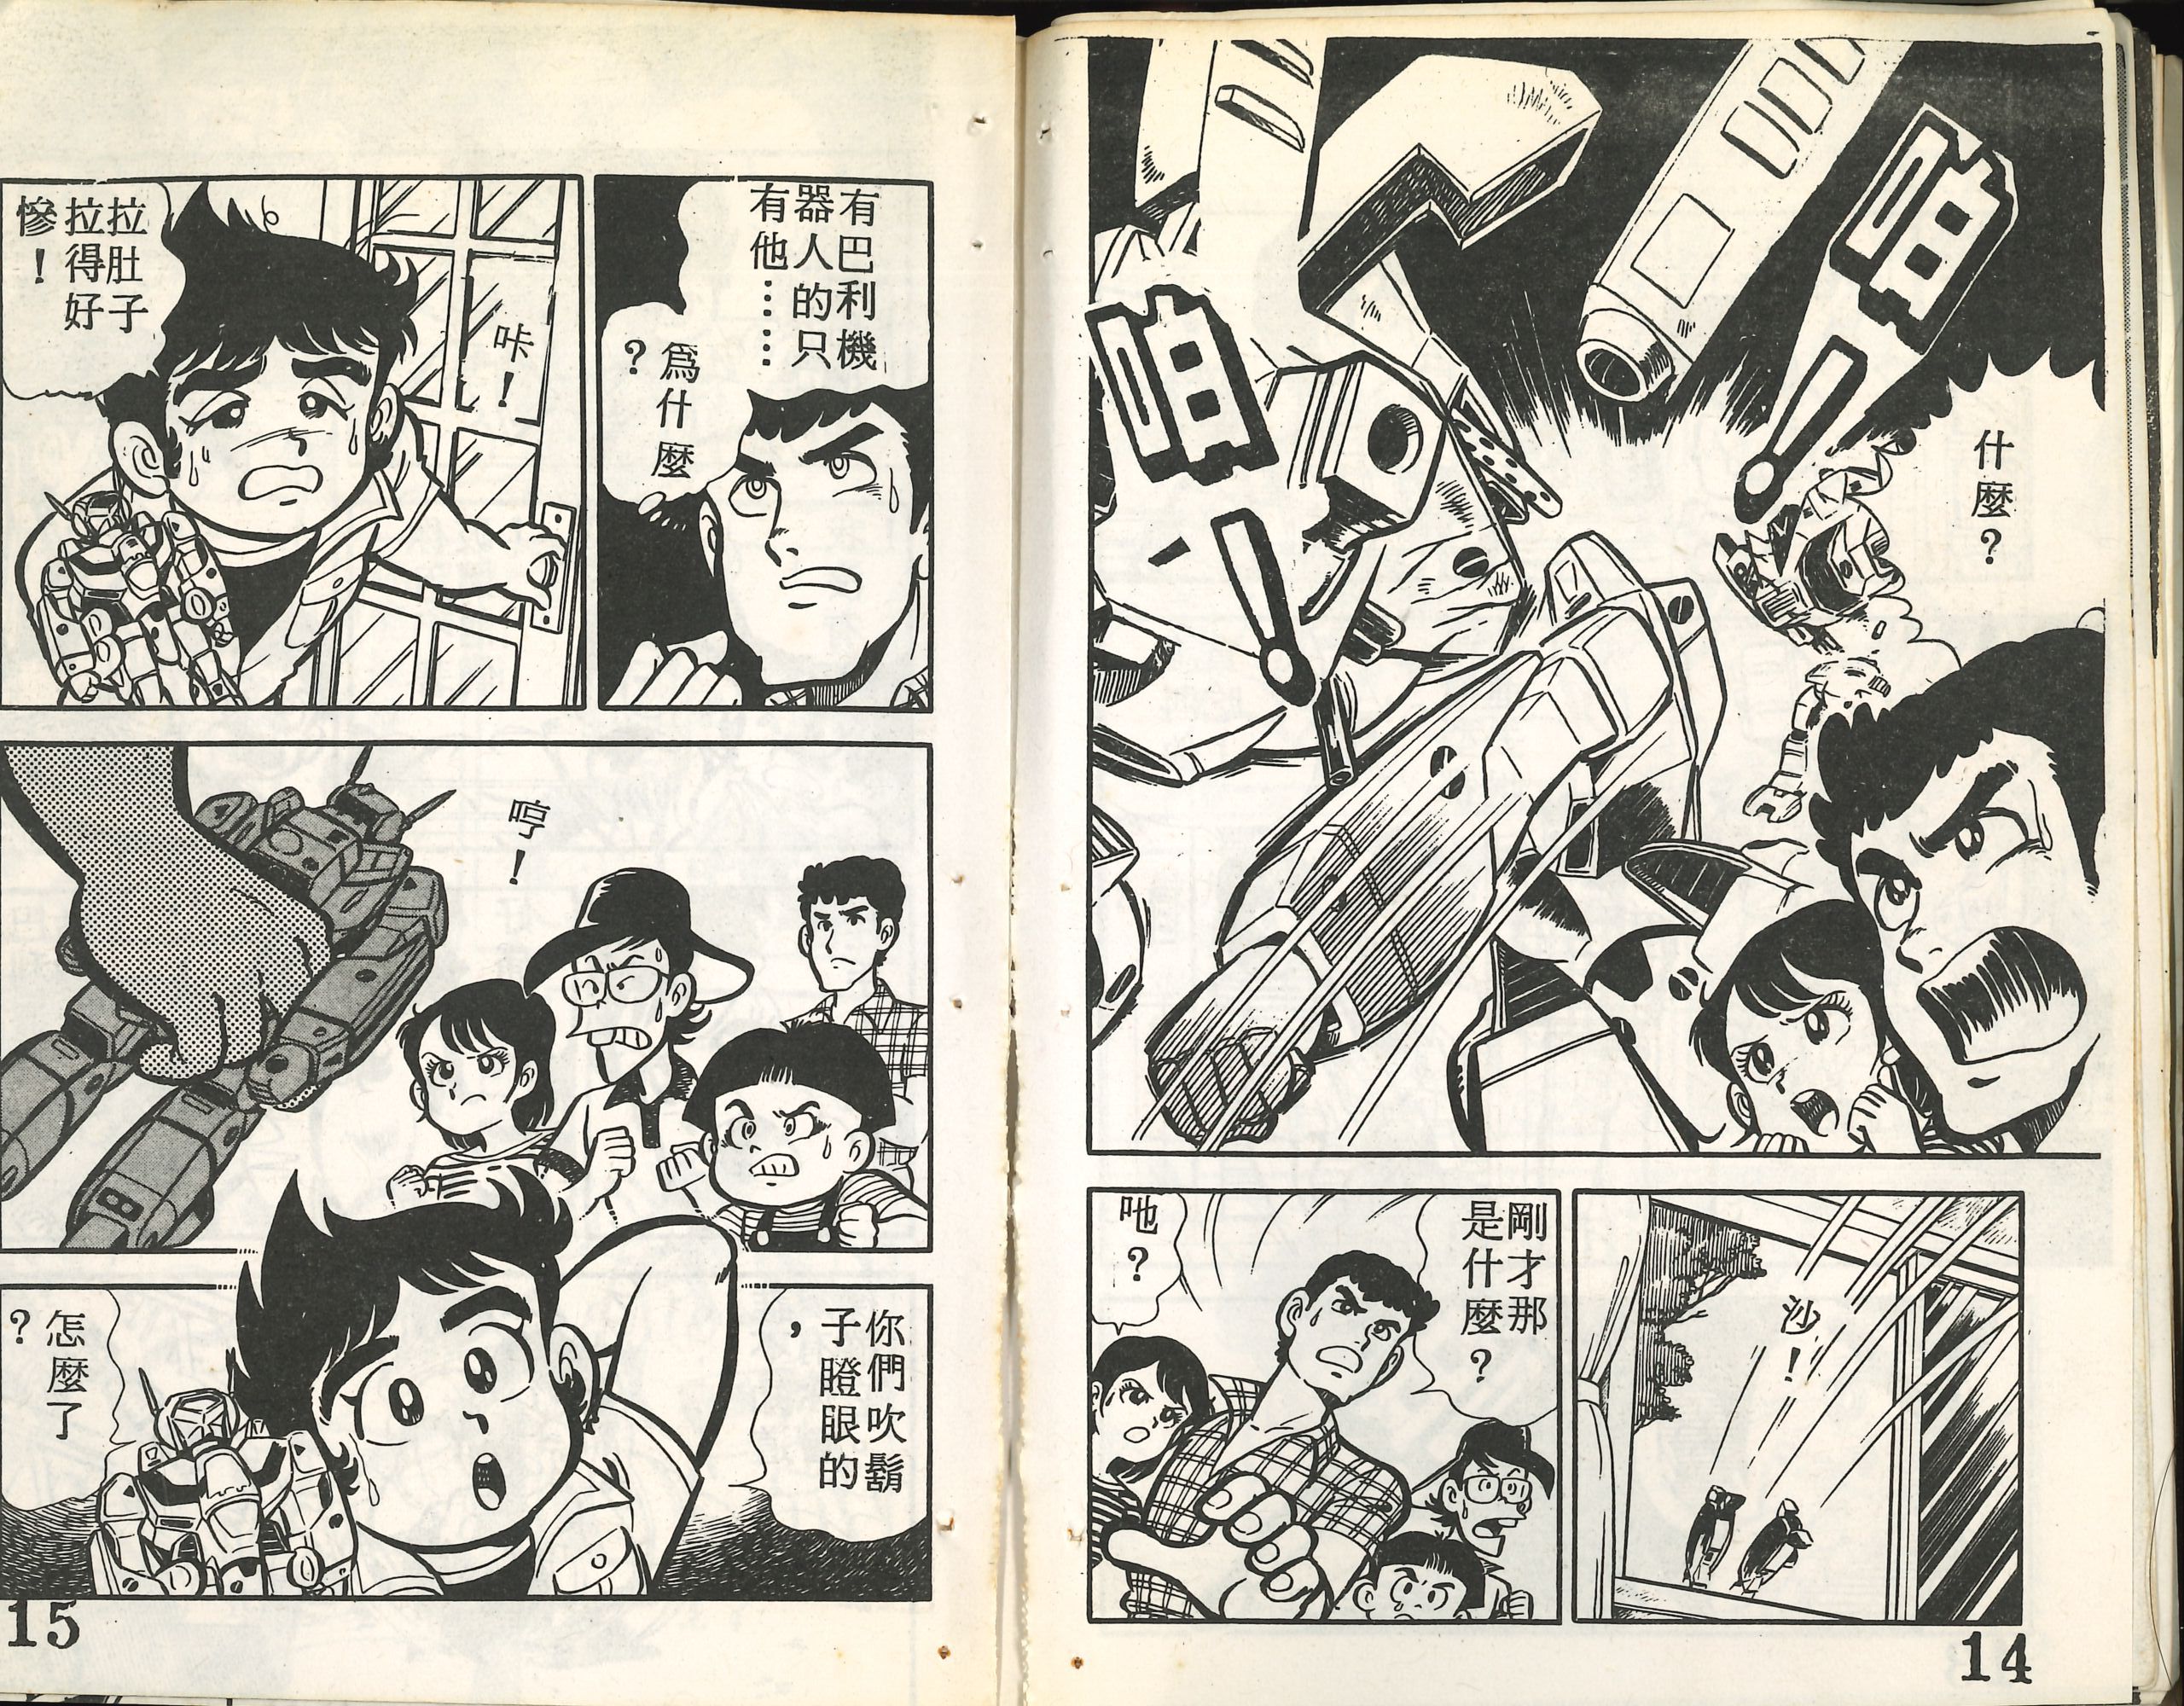 咱！
什麼？
咱！
沙！
剛才那
是什麼？
吔？
14
有巴利機
器人的只
有他……
爲什麼
？
咔！
拉肚子
拉得好
慘！
哼！
你們吹鬍
子瞪眼的
，
怎麼了
？
15